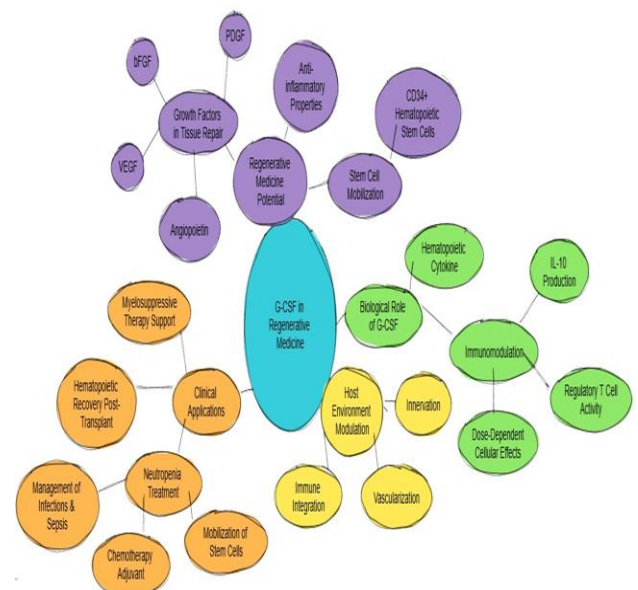 PDGF
bFGF
Anti-
inflammatory
Properties
CD34+
Hematopoietic
Stem Cells
Growth Factors
in Tissue Repair
VEGF
Regenerative
Medicine
Potential
Stem Cell
Mobilization
Angiopoietin
Hematopoietic
Cytokine
IL-10
Production
G-CSF in
Regenerative
Medicine
Biological Role
of G-CSF
Immunomodulation
Regulatory T Cell
Activity
Dose-Dependent
Cellular Effects
Myelosuppressive
Therapy Support
Hematopoietic
Recovery Post-
Transplant
Clinical
Applications
Host
Environment
Modulation
Innervation
Immune
Integration
Vascularization
Neutropenia
Treatment
Management of
Infections &
Sepsis
Chemotherapy
Adjuvant
Mobilization of
Stem Cells